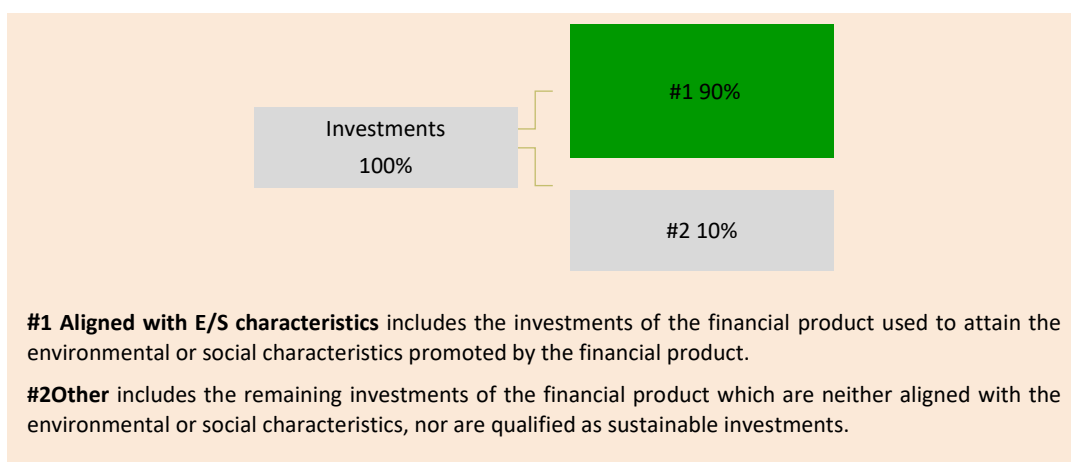 #1 90%
Investments
100%
#2 10%
#1 Aligned with E/S characteristics includes the investments of the financial product used to attain the
environmental or social characteristics promoted by the financial product.
#2Other includes the remaining investments of the financial product which are neither aligned with the
environmental or social characteristics, nor are qualified as sustainable investments.